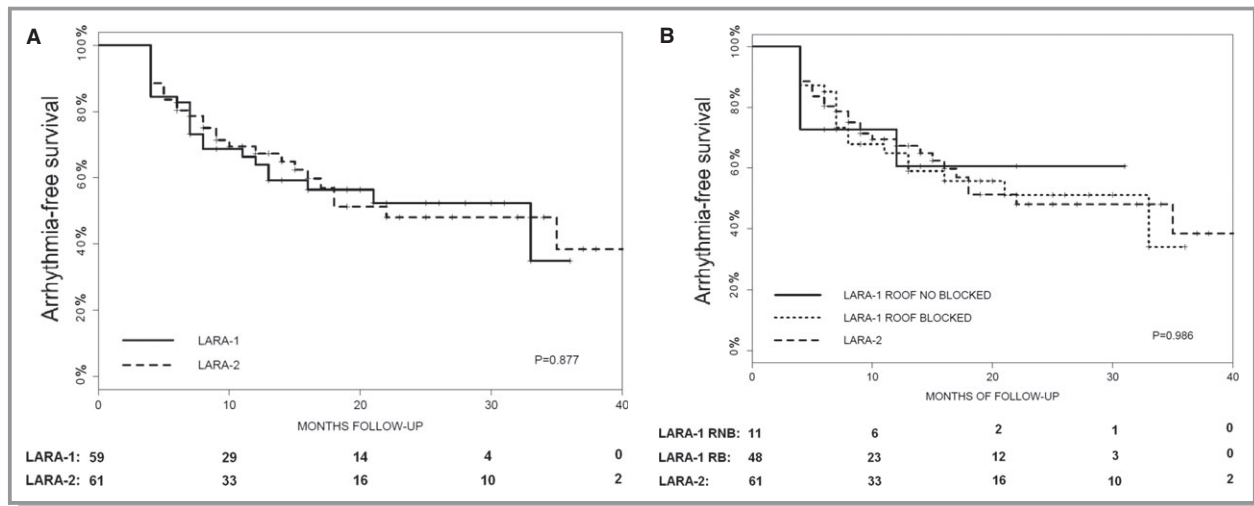 A
Arrhythmia-free survival
100%
80%
60%
40%
20%
0%
LARA-1
LARA-2
P=0.877
0 10 20 30 40
MONTHS FOLLOW-UP
LARA-1: 59 29 14 4 0
LARA-2: 61 33 16 10 2
B
Arrhythmia-free survival
100%
80%
60%
40%
20%
0%
LARA-1 ROOF NO BLOCKED
LARA-1 ROOF BLOCKED
LARA-2
P=0.986
0 10 20 30 40
MONTHS OF FOLLOW-UP
LARA-1 RNB: 11 6 2 1 0
LARA-1 RB: 48 23 12 3 0
LARA-2: 61 33 16 10 2